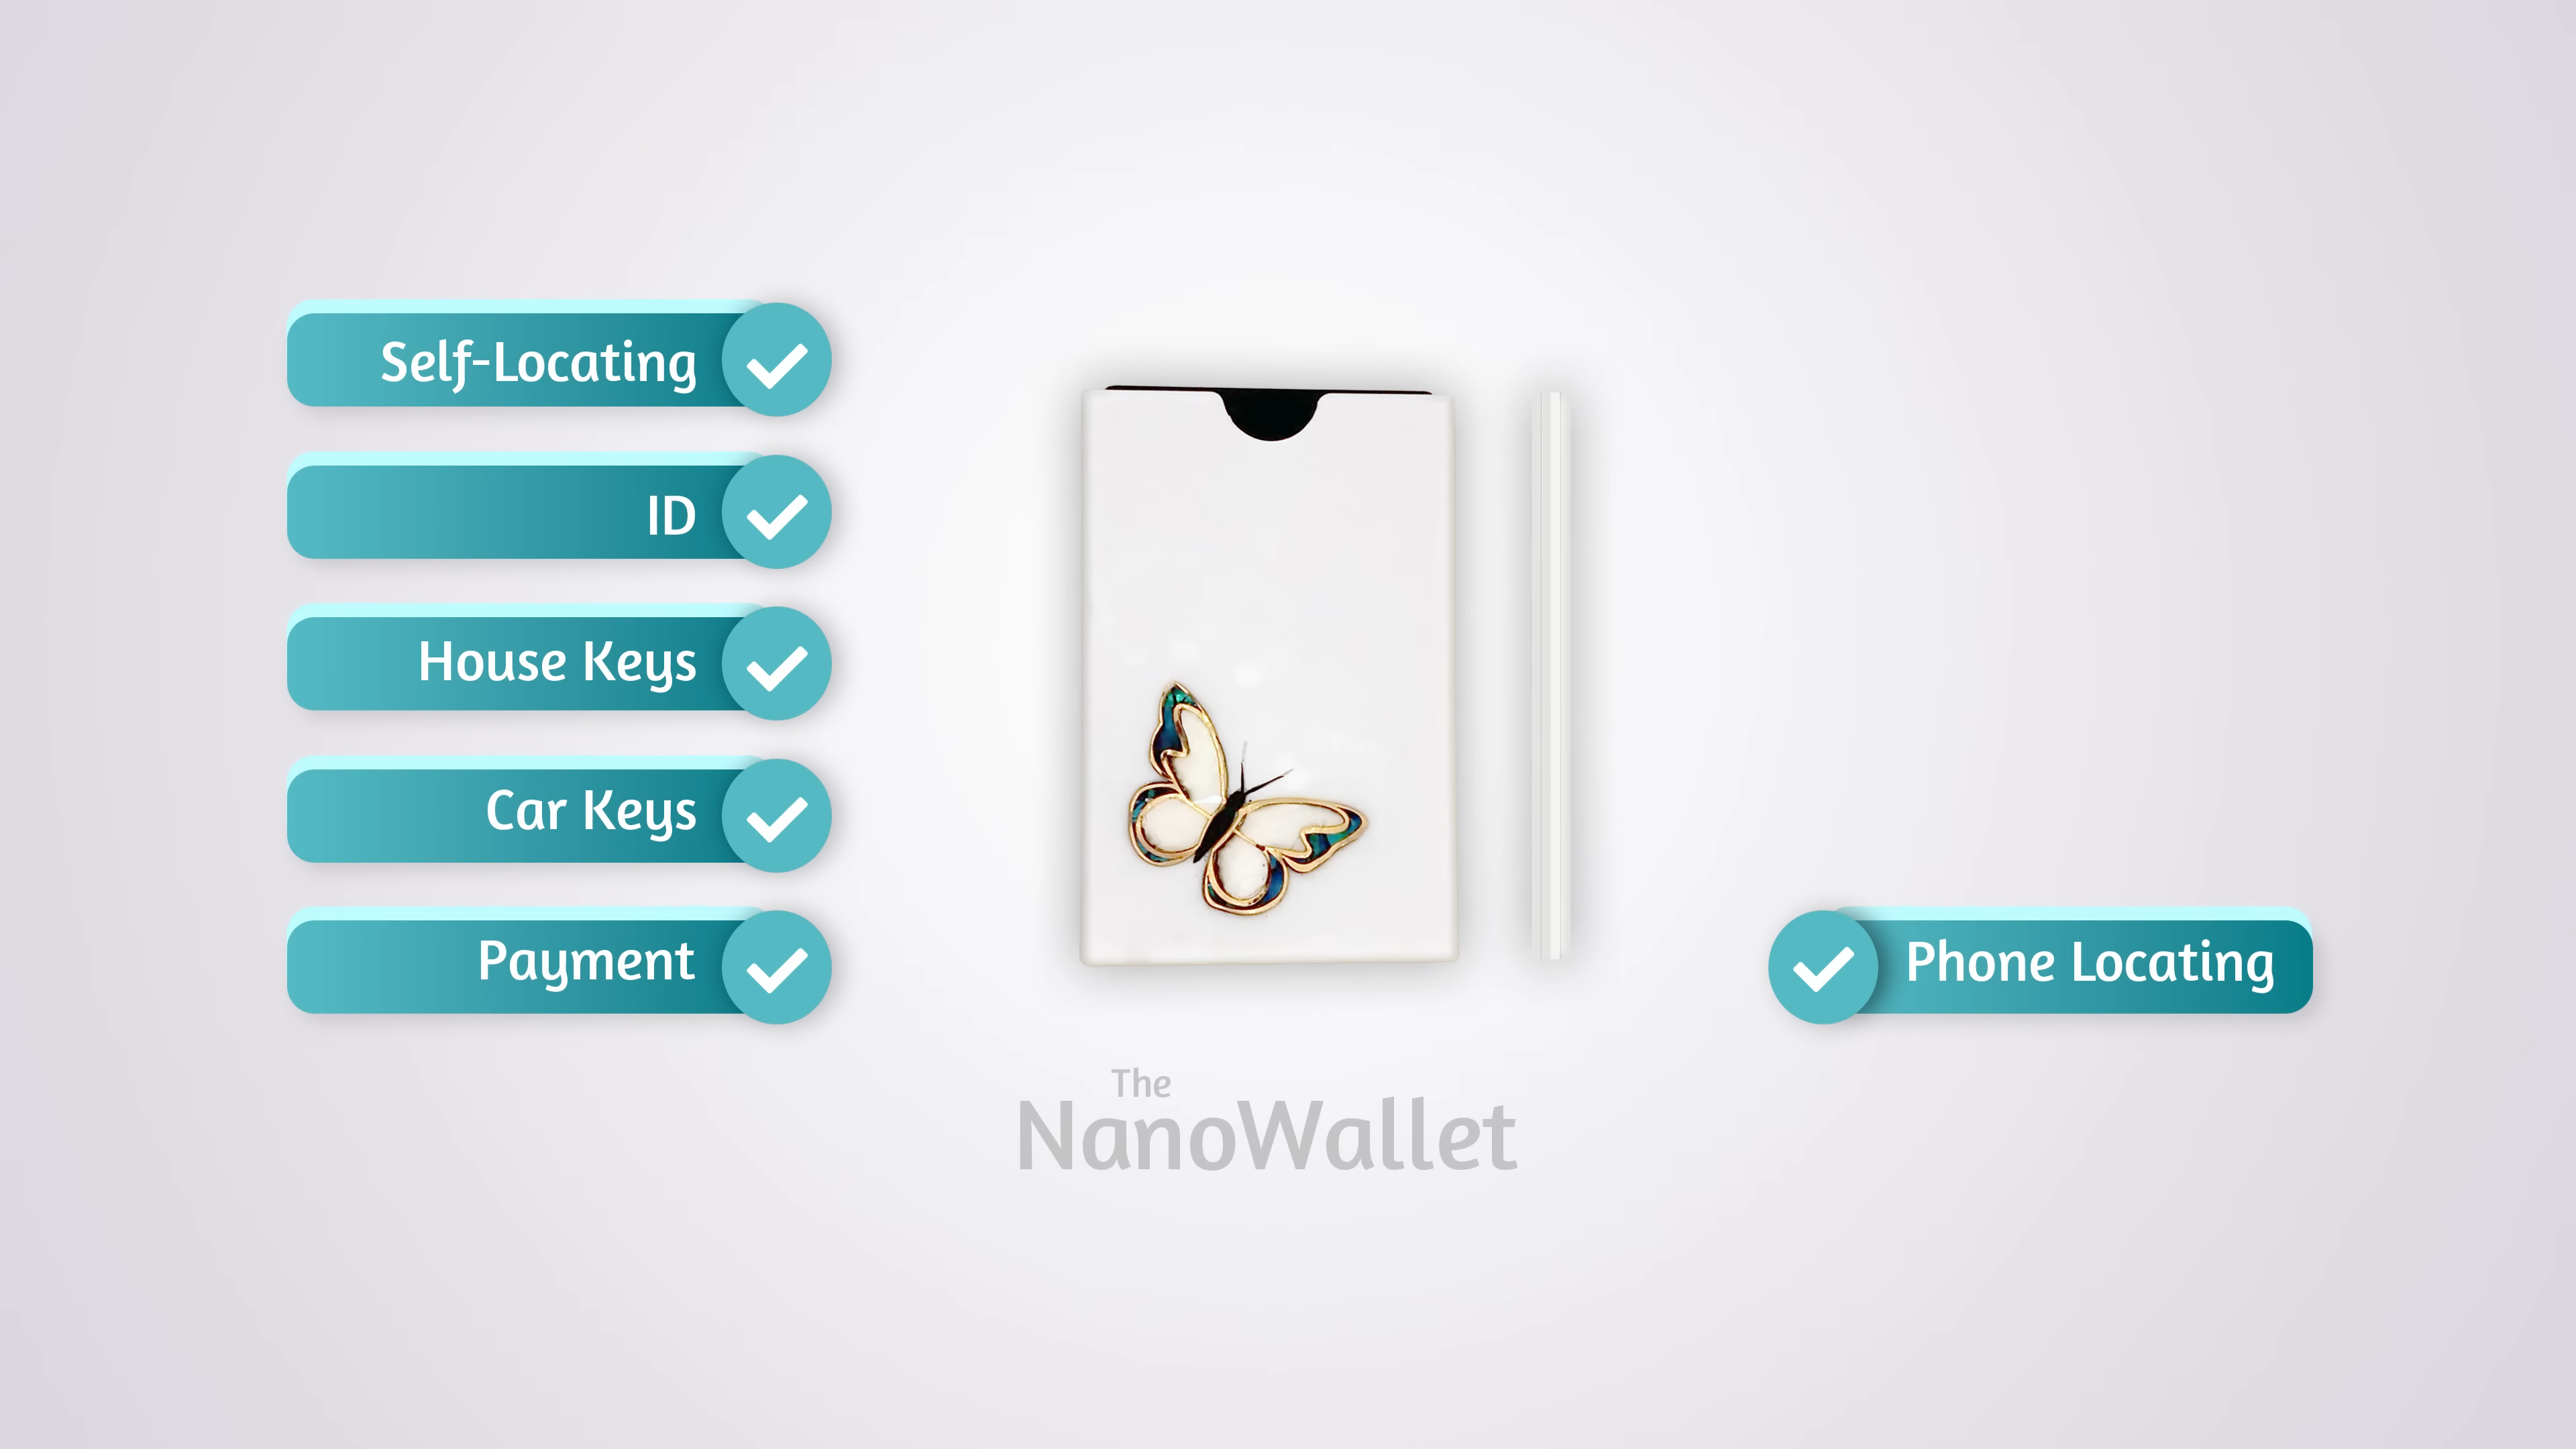 Self-Locating
ID
House Keys
Car Keys
Payment
Phone Locating
The
NanoWallet